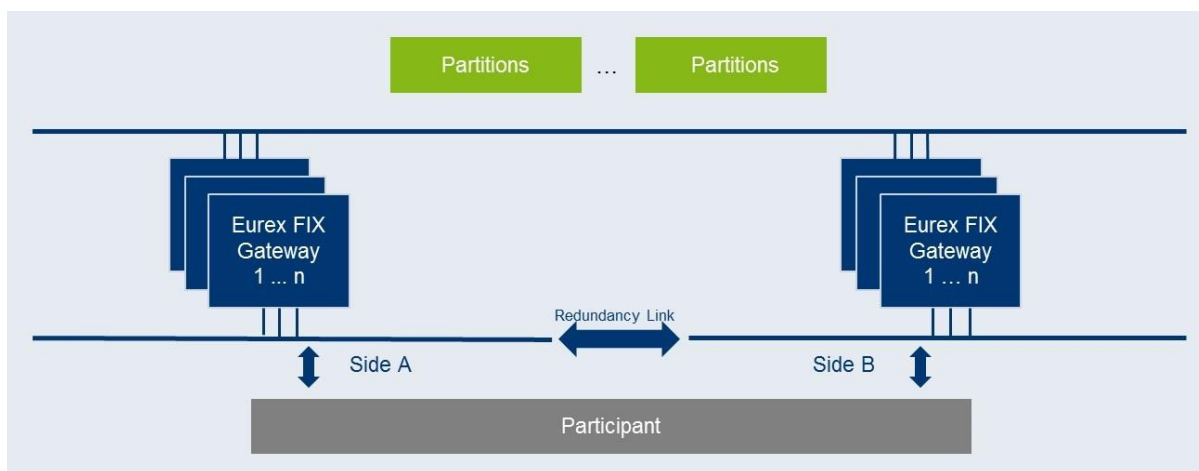 Partitions … Partitions
Eurex FIX
Gateway
1 ... n
Eurex FIX
Gateway
1 … n
Redundancy Link
Side A
Side B
Participant